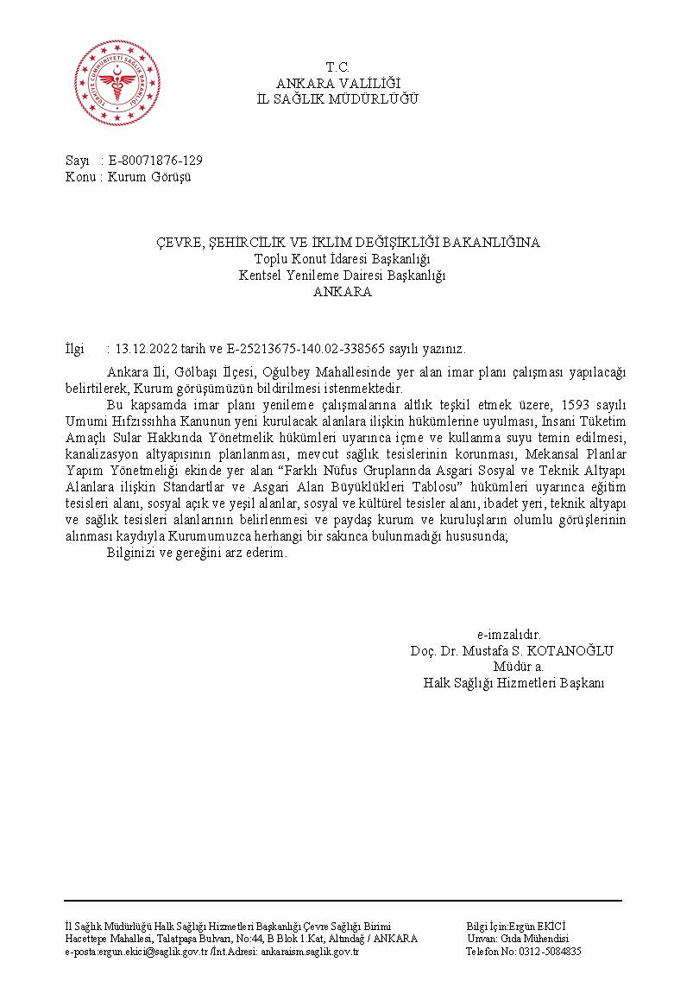 TÜRKİYE CUMHURİYETİ SAĞLIK BAKANLIĞI
T.C.
ANKARA VALİLİĞİ
İL SAĞLIK MÜDÜRLÜĞÜ
Sayı : E-80071876-129
Konu : Kurum Görüşü
ÇEVRE, ŞEHİRCİLİK VE İKLİM DEĞİŞİKLİĞİ BAKANLIĞINA
Toplu Konut İdaresi Başkanlığı
Kentsel Yenileme Dairesi Başkanlığı
ANKARA
İlgi : 13.12.2022 tarih ve E-25213675-140.02-338565 sayılı yazınız.
Ankara İli, Gölbaşı İlçesi, Oğulbey Mahallesinde yer alan imar planı çalışması yapılacağı
belirtilerek, Kurum görüşümüzün bildirilmesi istenmektedir.
Bu kapsamda imar planı yenileme çalışmalarına altlık teşkil etmek üzere, 1593 sayılı
Umumi Hıfzıssıhha Kanunun yeni kurulacak alanlara ilişkin hükümlerine uyulması, İnsani Tüketim
Amaçlı Sular Hakkında Yönetmelik hükümleri uyarınca içme ve kullanma suyu temin edilmesi,
kanalizasyon altyapısının planlanması, mevcut sağlık tesislerinin korunması, Mekansal Planlar
Yapım Yönetmeliği ekinde yer alan “Farklı Nüfus Gruplarında Asgari Sosyal ve Teknik Altyapı
Alanlara ilişkin Standartlar ve Asgari Alan Büyüklükleri Tablosu” hükümleri uyarınca eğitim
tesisleri alanı, sosyal açık ve yeşil alanlar, sosyal ve kültürel tesisler alanı, ibadet yeri, teknik altyapı
ve sağlık tesisleri alanlarının belirlenmesi ve paydaş kurum ve kuruluşların olumlu görüşlerinin
alınması kaydıyla Kurumumuzca herhangi bir sakınca bulunmadığı hususunda;
Bilginizi ve gereğini arz ederim.
e-imzalıdır.
Doç. Dr. Mustafa S. KOTANOĞLU
Müdür a.
Halk Sağlığı Hizmetleri Başkanı
İl Sağlık Müdürlüğü Halk Sağlığı Hizmetleri Başkanlığı Çevre Sağlığı Birimi Bilgi İçin:Ergün EKİCİ
Hacettepe Mahallesi, Talatpaşa Bulvarı, No:44, B Blok 1.Kat, Altındağ / ANKARA Unvan: Gıda Mühendisi
e-posta:ergun.ekici@saglik.gov.tr /İnt.Adresi: ankaraism.saglik.gov.tr Telefon No: 0312-5084835